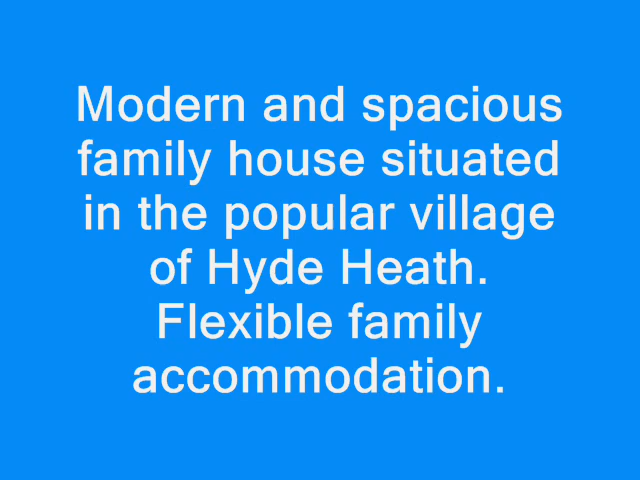 Modern and spacious
family house situated
in the popular village
of Hyde Heath.
Flexible family
accommodation.